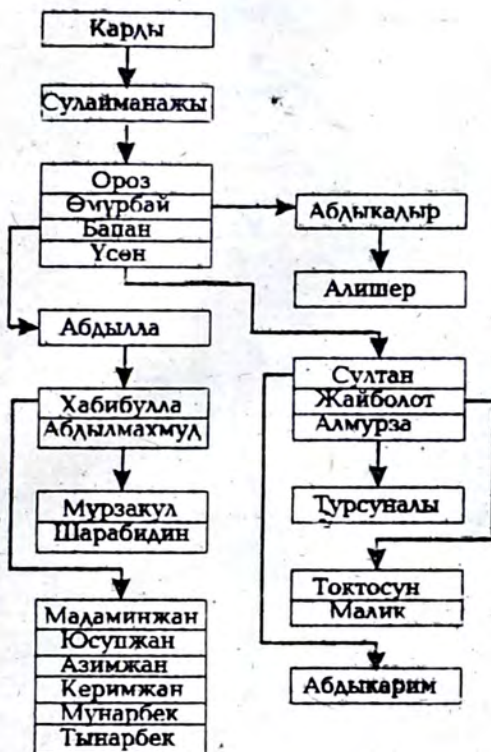 Карды
Сулайманажы
Ороз
Өмүрбай
Бапан
Үсөн
Абдыкадыр
Алишер
Абдылла
Хабибулла
Абдылмахмуд
Мурзакул
Шарабидин
Мадаминжан
Юсупжан
Азимжан
Керимжан
Мунарбек
Тынарбек
Султан
Жайболот
Алмурза
Турсуналы
Токтосун
Малик
Абдыкарим